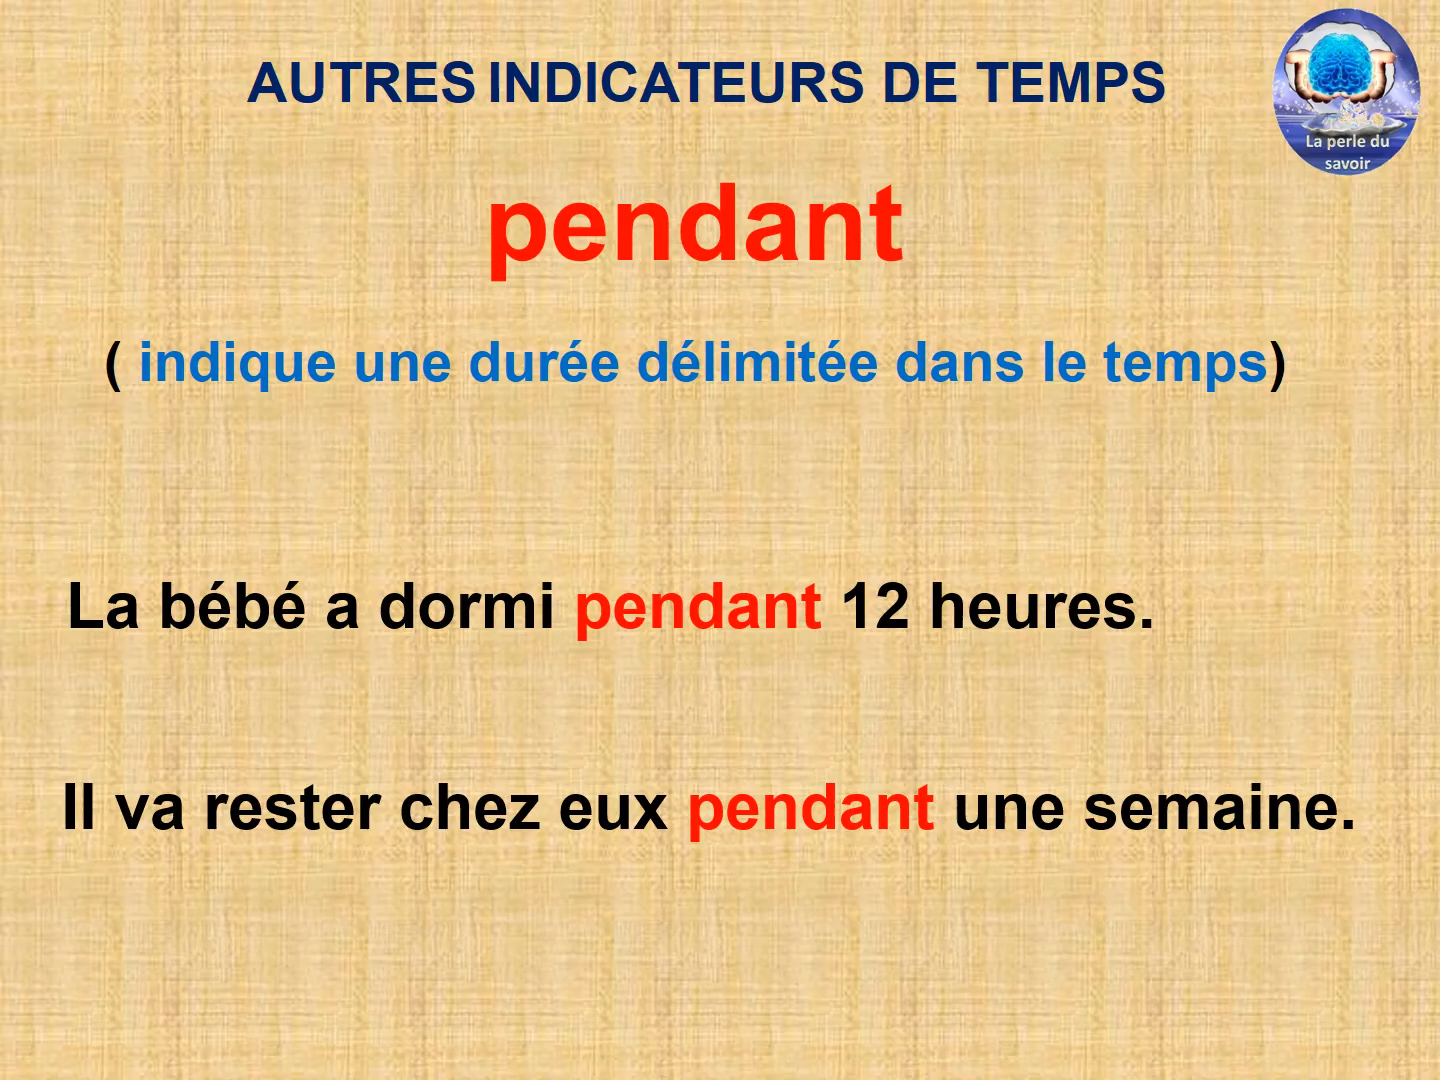 AUTRES INDICATEURS DE TEMPS
La perle du
savoir
pendant
( indique une durée délimitée dans le temps)
La bébé a dormi pendant 12 heures.
Il va rester chez eux pendant une semaine.